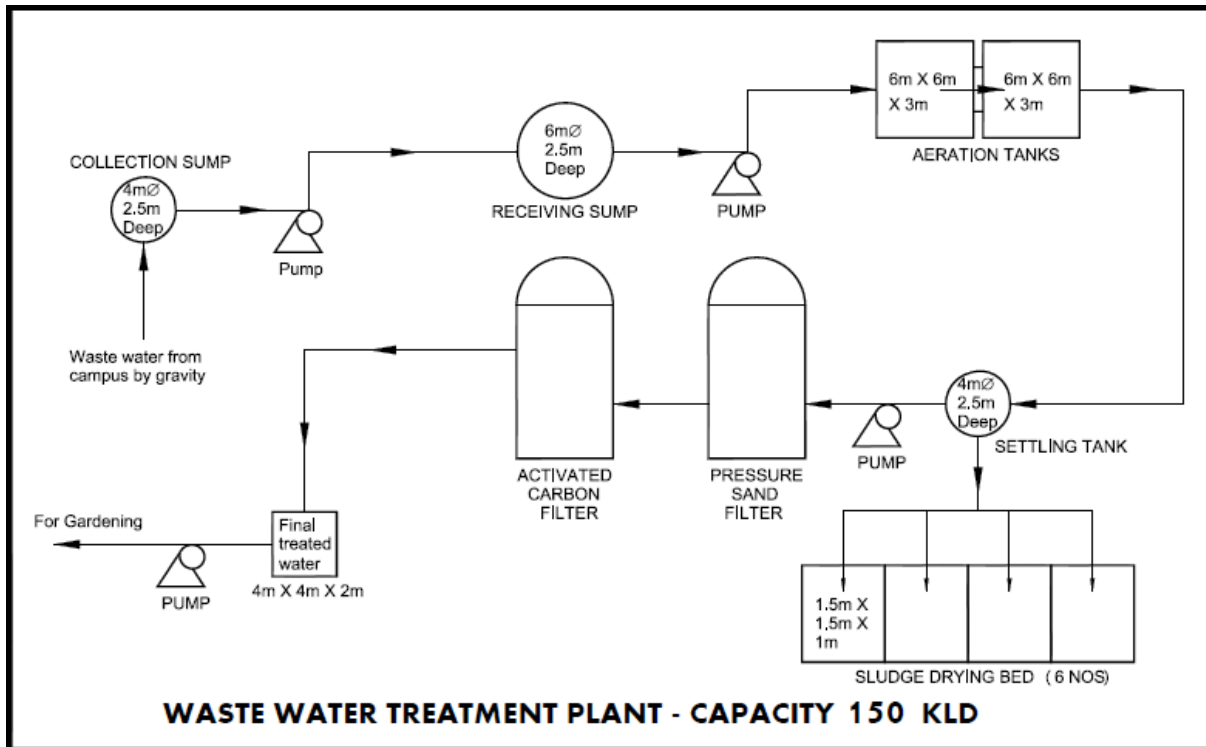 COLLECTION SUMP
4mØ
2.5m
Deep
Waste water from
campus by gravity
Pump
6mØ
2.5m
Deep
RECEIVING SUMP
PUMP
6m X 6m
X 3m
6m X 6m
X 3m
AERATION TANKS
4mØ
2.5m
Deep
SETTLING TANK
PUMP
PRESSURE
SAND
FILTER
ACTIVATED
CARBON
FILTER
Final
treated
water
4m X 4m X 2m
PUMP
For Gardening
1.5m X
1.5m X
1m
SLUDGE DRYING BED ( 6 NOS)
WASTE WATER TREATMENT PLANT - CAPACITY 150 KLD